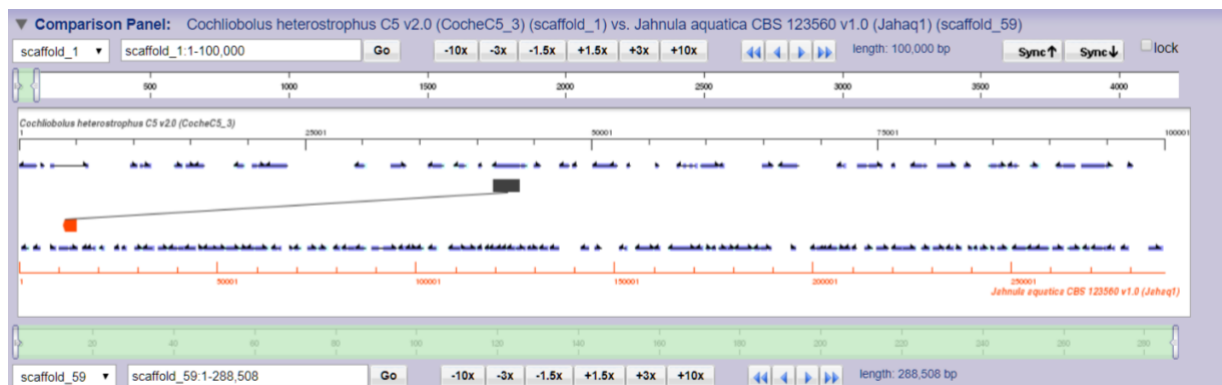 ▼ Comparison Panel: Cochliobolus heterostrophus C5 v2.0 (CocheC5_3) (scaffold_1) vs. Jahnula aquatica CBS 123560 v1.0 (Jahaq1) (scaffold_59)
scaffold_1 ▼ scaffold_1:1-100,000 Go -10x -3x -1.5x +1.5x +3x +10x length: 100,000 bp Sync↑ Sync↓ lock
500 1000 1500 2000 2500 3000 3500 4000
Cochliobolus heterostrophus C5 v2.0 (CocheC5_3)
1 25001 50001 75001 100001
1 50001 100001 150001 200001 250001
Jahnula aquatica CBS 123560 v1.0 (Jahaq1)
20 40 60 80 100 120 140 160 180 200 220 240 260 280
scaffold_59 ▼ scaffold_59:1-288,508 Go -10x -3x -1.5x +1.5x +3x +10x length: 288,508 bp